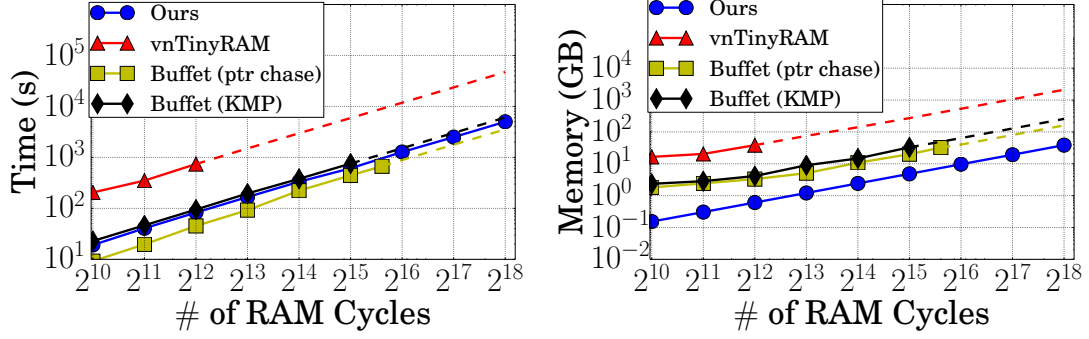 Ours
vnTinyRAM
Buffet (ptr chase)
Buffet (KMP)
Time (s)
10^5
10^4
10^3
10^2
10^1
2^10 2^11 2^12 2^13 2^14 2^15 2^16 2^17 2^18
# of RAM Cycles
Ours
vnTinyRAM
Buffet (ptr chase)
Buffet (KMP)
Memory (GB)
10^4
10^3
10^2
10^1
10^0
10^-1
10^-2
2^10 2^11 2^12 2^13 2^14 2^15 2^16 2^17 2^18
# of RAM Cycles